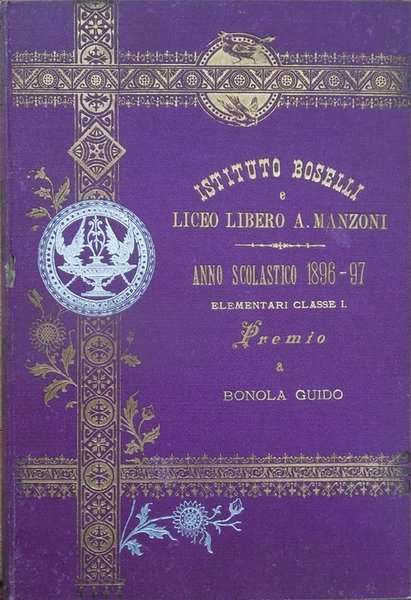 ISTITUTO BOSELLI
e
LICEO LIBERO A. MANZONI
ANNO SCOLASTICO 1896-97
ELEMENTARI CLASSE I.
Premio
a
BONOLA GUIDO